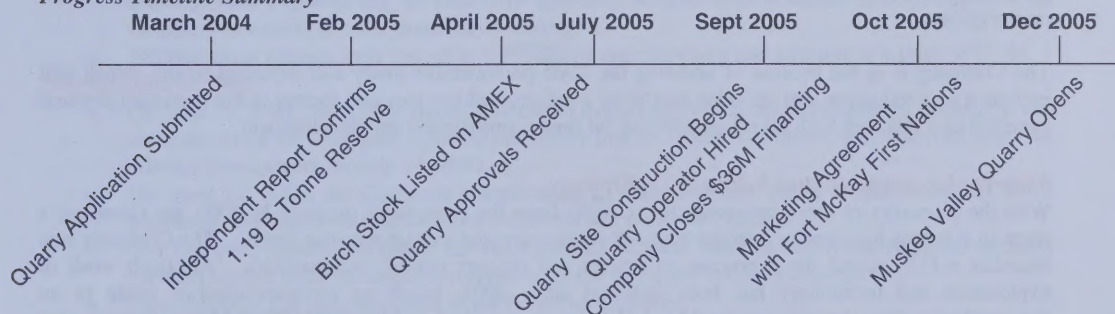 Progress Timeline Summary
March 2004 Feb 2005 April 2005 July 2005 Sept 2005 Oct 2005 Dec 2005
Quarry Application Submitted
Independent Report Confirms
1.19 B Tonne Reserve
Birch Stock Listed on AMEX
Quarry Approvals Received
Quarry Site Construction Begins
Quarry Operator Hired
Company Closes $36M Financing
Marketing Agreement
with Fort McKay First Nations
Muskeg Valley Quarry Opens